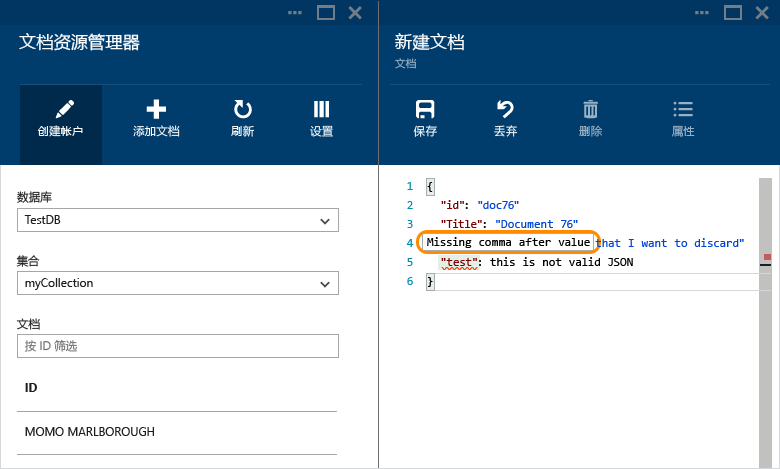 文档资源管理器
创建帐户
添加文档
刷新
设置
数据库
TestDB
集合
myCollection
文档
按 ID 筛选
ID
MOMO MARLBOROUGH
新建文档
文档
保存
丢弃
删除
属性
1 {
2 "id": "doc76"
3 "Title": "Document 76"
4 Missing comma after value that I want to discard"
5 "test": this is not valid JSON
6 }